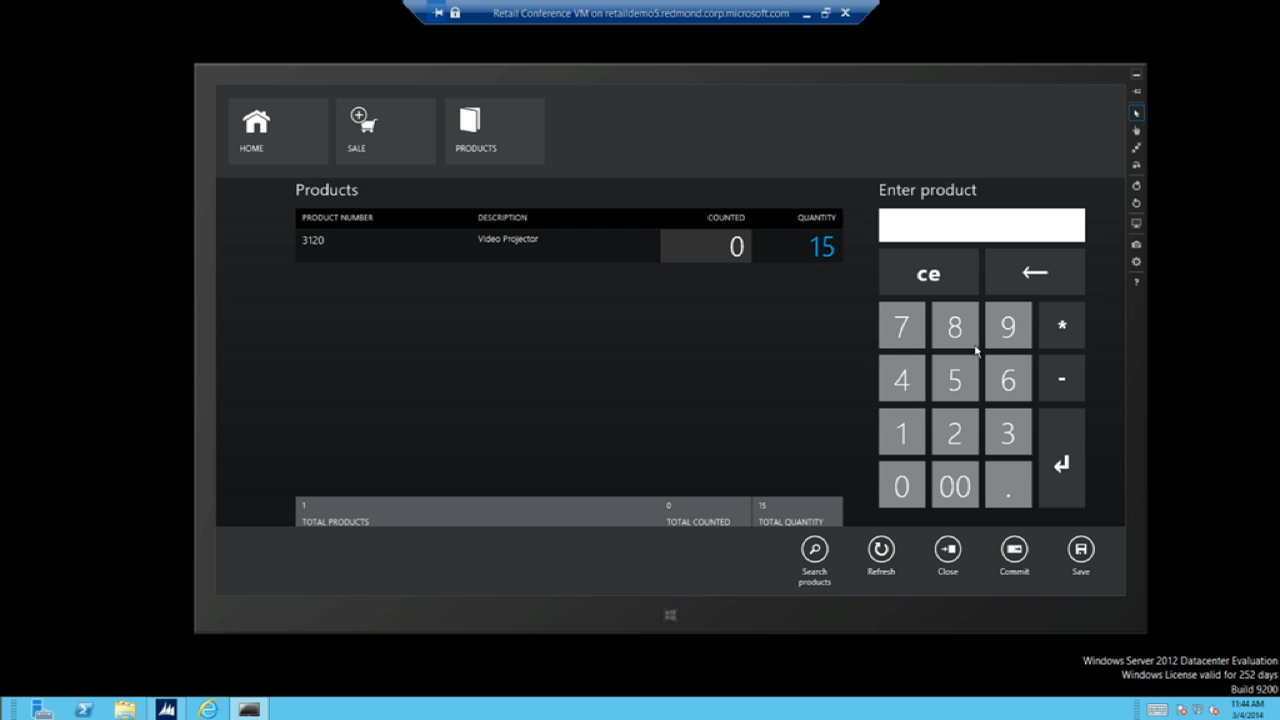 Retail Conference VM on retaildemo5.redmond.corp.microsoft.com
HOME
SALE
PRODUCTS
Products
Enter product
PRODUCT NUMBER DESCRIPTION COUNTED QUANTITY
3120 Video Projector 0 15
ce
7 8 9 *
4 5 6 -
1 2 3
0 00 .
1 0 15
TOTAL PRODUCTS TOTAL COUNTED TOTAL QUANTITY
Search products
Refresh
Close
Commit
Save
?
Windows Server 2012 Datacenter Evaluation
Windows License valid for 252 days
Build 9200
11:44 AM
3/4/2014